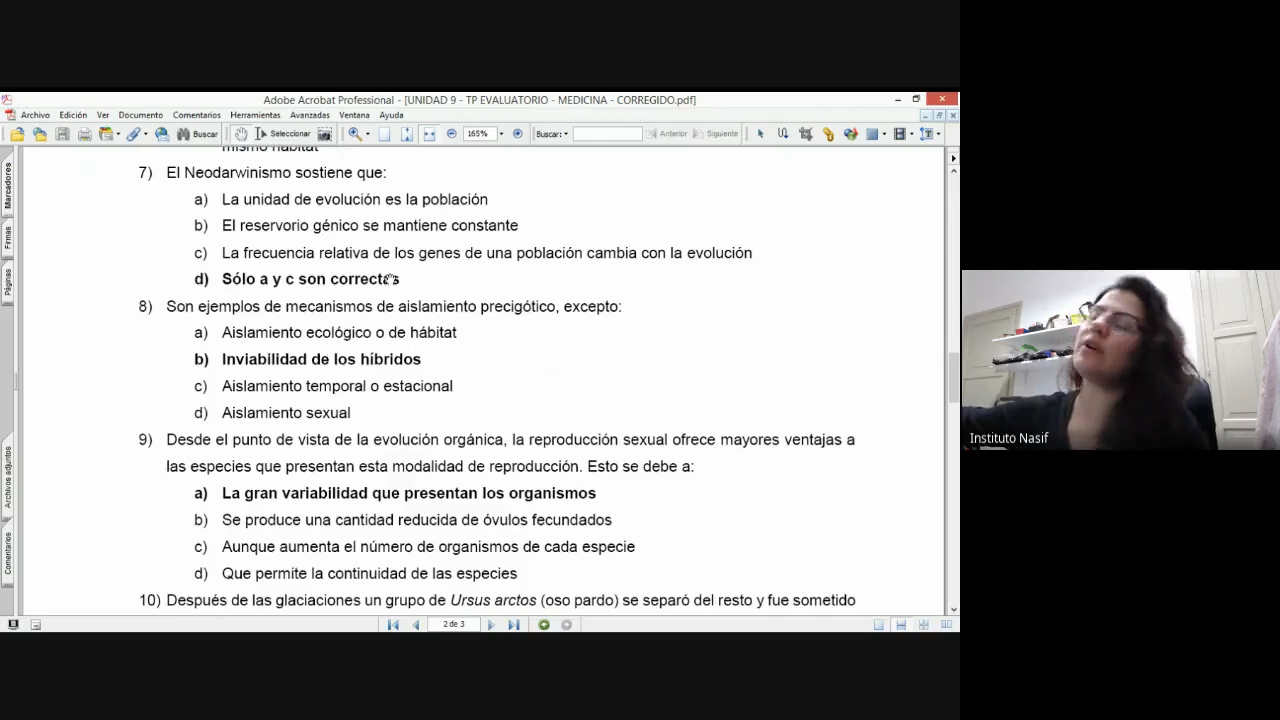 Adobe Acrobat Professional - [UNIDAD 9 - TP EVALUATORIO - MEDICINA - CORREGIDO.pdf]
Archivo Edición Ver Documento Comentarios Herramientas Avanzadas Ventana Ayuda
Buscar Seleccionar 165% Buscar: Anterior Siguiente
Marcadores
Firmas
Páginas
Archivos adjuntos
Comentarios
mismo hábitat
7) El Neodarwinismo sostiene que:
a) La unidad de evolución es la población
b) El reservorio génico se mantiene constante
c) La frecuencia relativa de los genes de una población cambia con la evolución
d) Sólo a y c son correctas
8) Son ejemplos de mecanismos de aislamiento precigótico, excepto:
a) Aislamiento ecológico o de hábitat
b) Inviabilidad de los híbridos
c) Aislamiento temporal o estacional
d) Aislamiento sexual
9) Desde el punto de vista de la evolución orgánica, la reproducción sexual ofrece mayores ventajas a
las especies que presentan esta modalidad de reproducción. Esto se debe a:
a) La gran variabilidad que presentan los organismos
b) Se produce una cantidad reducida de óvulos fecundados
c) Aunque aumenta el número de organismos de cada especie
d) Que permite la continuidad de las especies
10) Después de las glaciaciones un grupo de Ursus arctos (oso pardo) se separó del resto y fue sometido
2 de 3
Instituto Nasif